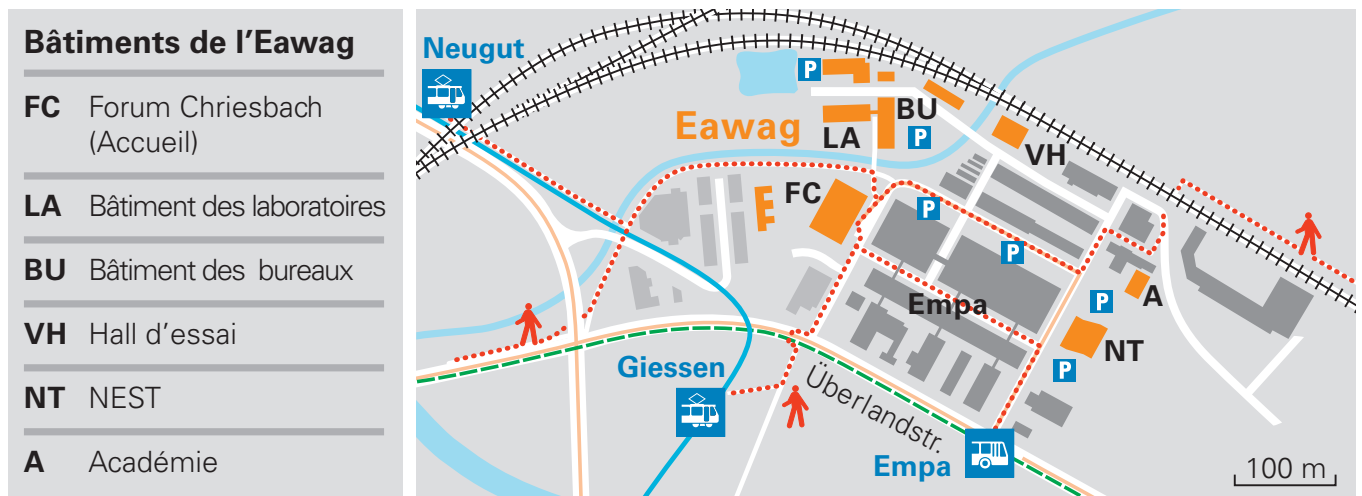 Bâtiments de l’Eawag
FC Forum Chriesbach
(Accueil)
LA Bâtiment des laboratoires
BU Bâtiment des bureaux
VH Hall d’essai
NT NEST
A Académie
Neugut
P
BU
Eawag
LA
P
VH
FC
P
P
A
Empa
P
NT
P
Giessen
Überlandstr.
Empa
100 m